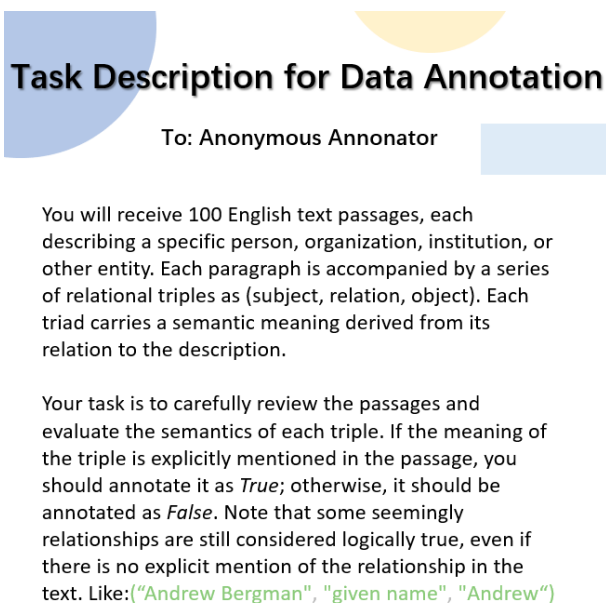 Task Description for Data Annotation
To: Anonymous Annonator
You will receive 100 English text passages, each
describing a specific person, organization, institution, or
other entity. Each paragraph is accompanied by a series
of relational triples as (subject, relation, object). Each
triad carries a semantic meaning derived from its
relation to the description.
Your task is to carefully review the passages and
evaluate the semantics of each triple. If the meaning of
the triple is explicitly mentioned in the passage, you
should annotate it as True; otherwise, it should be
annotated as False. Note that some seemingly
relationships are still considered logically true, even if
there is no explicit mention of the relationship in the
text. Like:(“Andrew Bergman", "given name", "Andrew“)